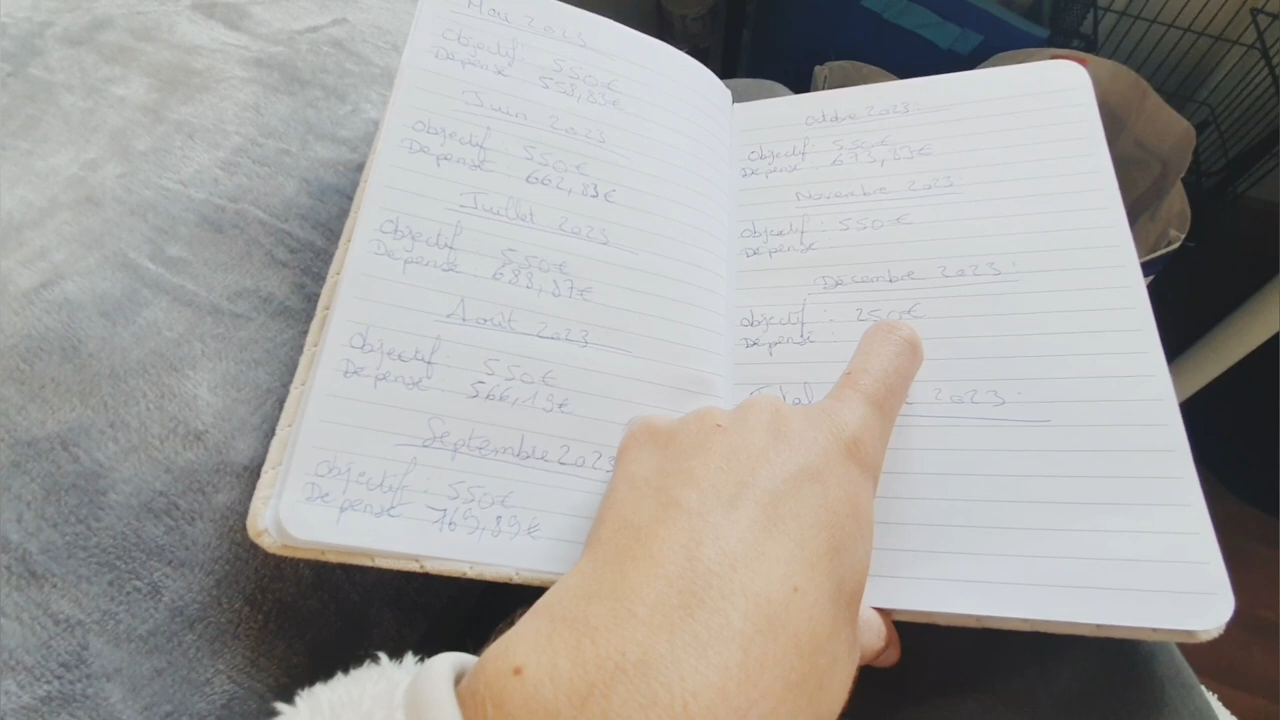 Mai 2023
Objectif : 550€
Dépense : 558,83€
Juin 2023
Objectif : 550€
Dépense : 662,83€
Juillet 2023
Objectif : 550€
Dépense : 688,87€
Août 2023
Objectif : 550€
Dépense : 566,19€
Septembre 2023
Objectif : 550€
Dépense : 769,89€
Octobre 2023 :
Objectif : 550€
Dépense : 673,83€
Novembre 2023 :
Objectif : 550€
Dépense :
Décembre 2023 :
Objectif : 250€
Dépense :
Total 2023 :